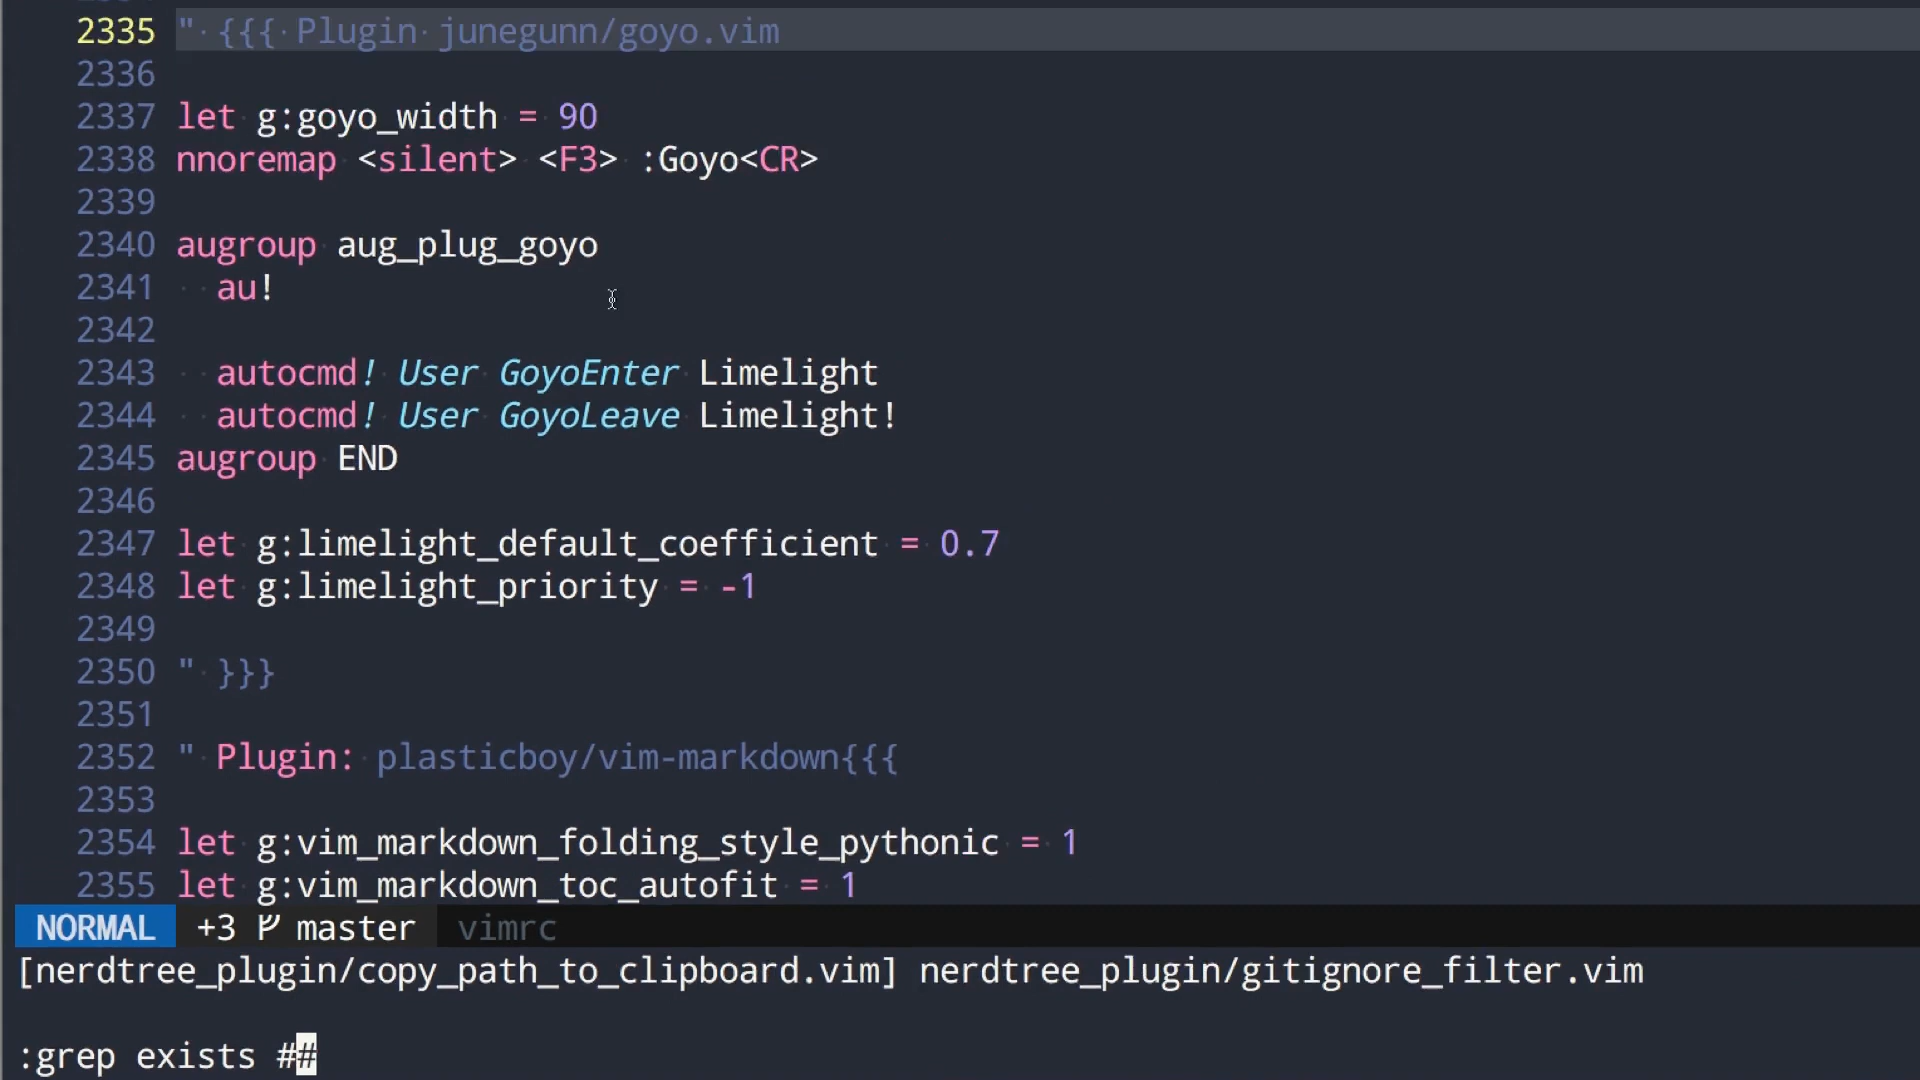 2335 " {{{ Plugin junegunn/goyo.vim
2336
2337 let g:goyo_width = 90
2338 nnoremap <silent> <F3> :Goyo<CR>
2339
2340 augroup aug_plug_goyo
2341   au!
2342
2343   autocmd! User GoyoEnter Limelight
2344   autocmd! User GoyoLeave Limelight!
2345 augroup END
2346
2347 let g:limelight_default_coefficient = 0.7
2348 let g:limelight_priority = -1
2349
2350 " }}}
2351
2352 " Plugin: plasticboy/vim-markdown{{{
2353
2354 let g:vim_markdown_folding_style_pythonic = 1
2355 let g:vim_markdown_toc_autofit = 1
NORMAL +3 master vimrc
[nerdtree_plugin/copy_path_to_clipboard.vim] nerdtree_plugin/gitignore_filter.vim
:grep exists ##